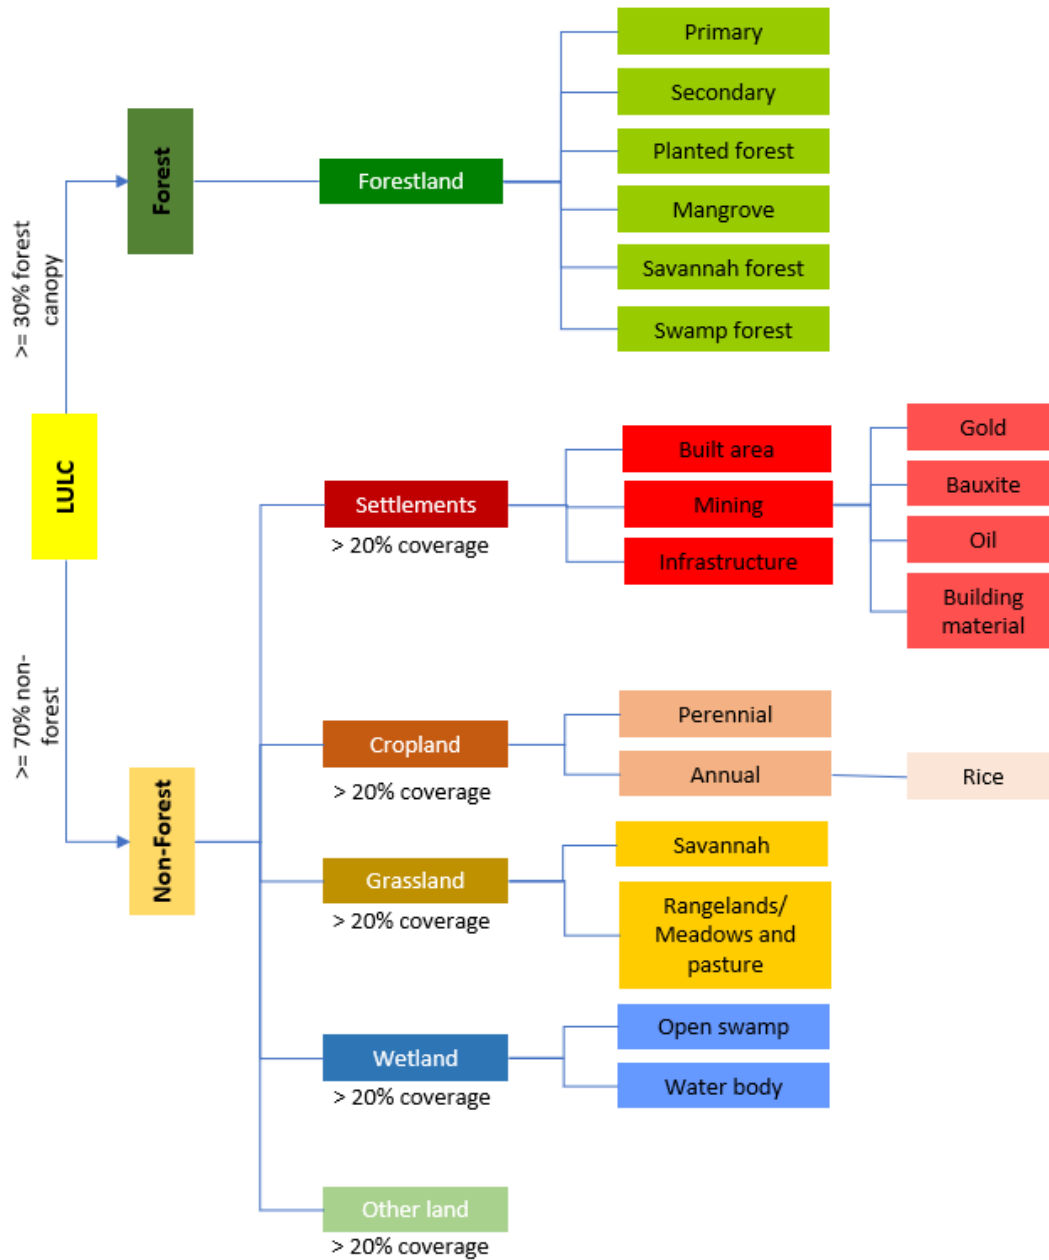 Primary
Secondary
Planted forest
Mangrove
Savannah forest
Swamp forest
Forestland
Forest
>= 30% forest
canopy
LULC
>= 70% non-
forest
Non-Forest
Settlements
> 20% coverage
Built area
Mining
Infrastructure
Gold
Bauxite
Oil
Building
material
Cropland
> 20% coverage
Perennial
Annual
Rice
Grassland
> 20% coverage
Savannah
Rangelands/
Meadows and
pasture
Wetland
> 20% coverage
Open swamp
Water body
Other land
> 20% coverage